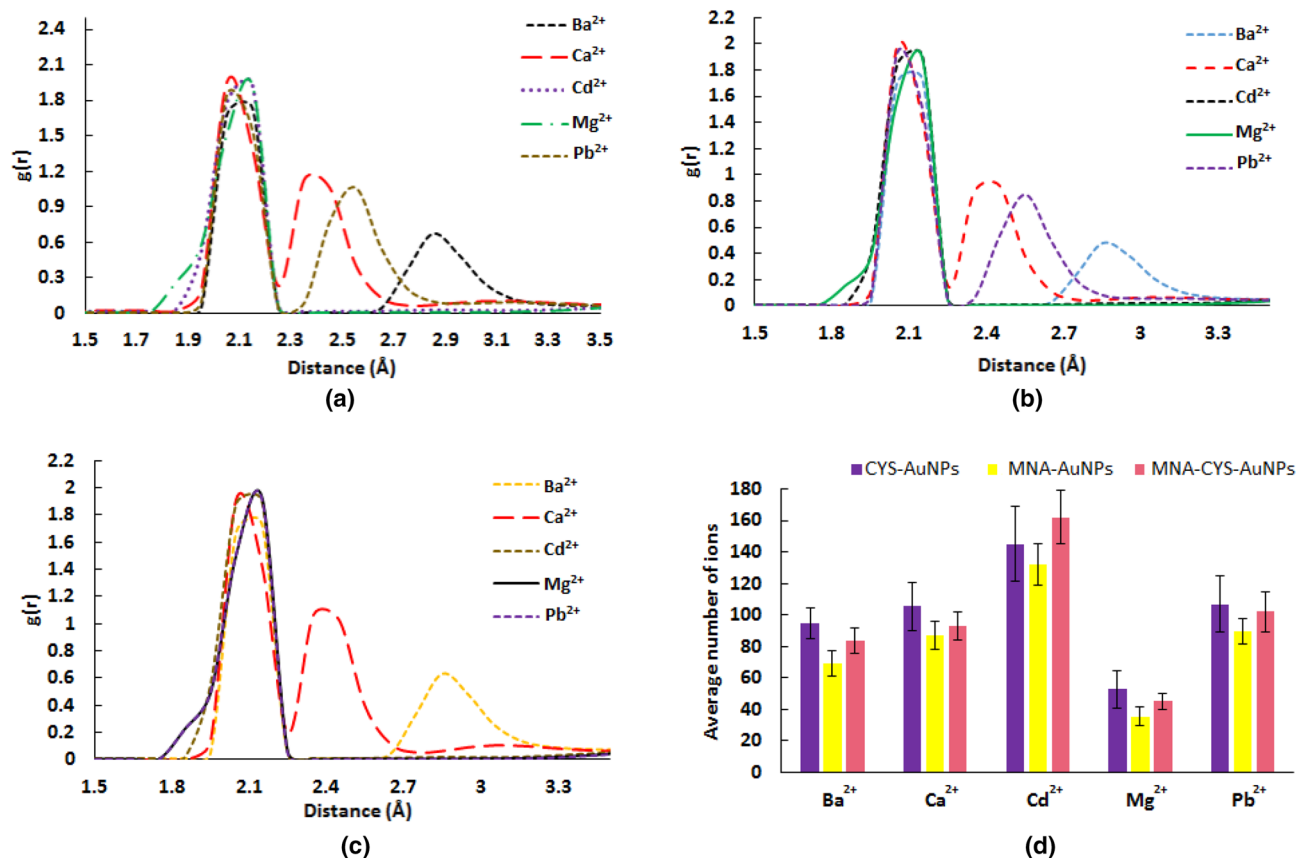 g(r)
2.4
2.1
1.8
1.5
1.2
0.9
0.6
0.3
0
Ba2+
Ca2+
Cd2+
Mg2+
Pb2+
1.5 1.7 1.9 2.1 2.3 2.5 2.7 2.9 3.1 3.3 3.5
Distance (Å)
(a)
g(r)
2.2
2
1.8
1.6
1.4
1.2
1
0.8
0.6
0.4
0.2
0
Ba2+
Ca2+
Cd2+
Mg2+
Pb2+
1.5 1.8 2.1 2.4 2.7 3 3.3
Distance (Å)
(b)
g(r)
2.2
2
1.8
1.6
1.4
1.2
1
0.8
0.6
0.4
0.2
0
Ba2+
Ca2+
Cd2+
Mg2+
Pb2+
1.5 1.8 2.1 2.4 2.7 3 3.3
Distance (Å)
(c)
CYS-AuNPs MNA-AuNPs MNA-CYS-AuNPs
Average number of ions
180
160
140
120
100
80
60
40
20
0
Ba2+ Ca2+ Cd2+ Mg2+ Pb2+
(d)